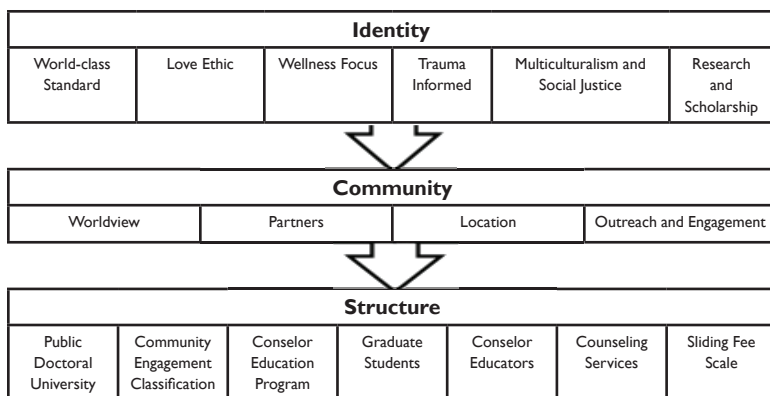 Identity
World-class
Standard
Love Ethic
Wellness Focus
Trauma
Informed
Multiculturalism and
Social Justice
Research
and
Scholarship
Community
Worldview
Partners
Location
Outreach and Engagement
Structure
Public
Doctoral
University
Community
Engagement
Classification
Conselor
Education
Program
Graduate
Students
Conselor
Educators
Counseling
Services
Sliding Fee
Scale